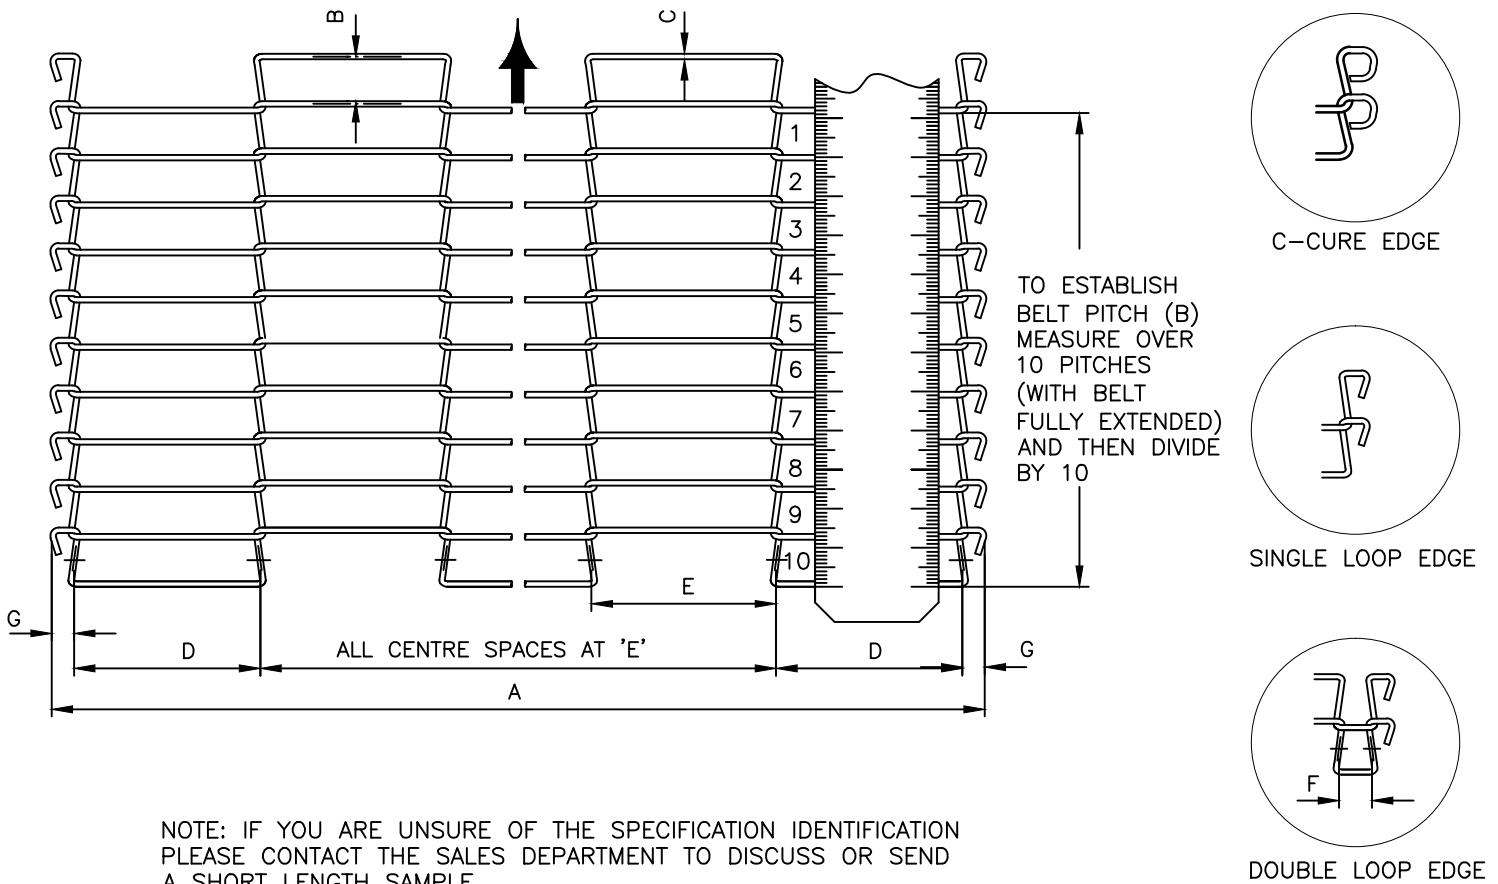 B
C
1
2
3
4
5
6
7
8
9
10
TO ESTABLISH
BELT PITCH (B)
MEASURE OVER
10 PITCHES
(WITH BELT
FULLY EXTENDED)
AND THEN DIVIDE
BY 10
E
G
D
ALL CENTRE SPACES AT 'E'
D
G
A
C-CURE EDGE
SINGLE LOOP EDGE
F
DOUBLE LOOP EDGE
NOTE: IF YOU ARE UNSURE OF THE SPECIFICATION IDENTIFICATION
PLEASE CONTACT THE SALES DEPARTMENT TO DISCUSS OR SEND
A SHORT LENGTH SAMPLE